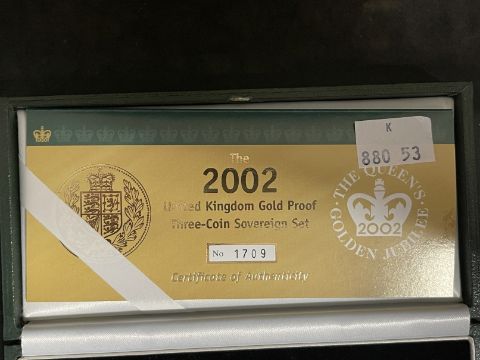 K
880 53
The
2002
United Kingdom Gold Proof
Three-Coin Sovereign Set
No 1709
Certificate of Authenticity
THE QUEEN'S
GOLDEN JUBILEE
2002